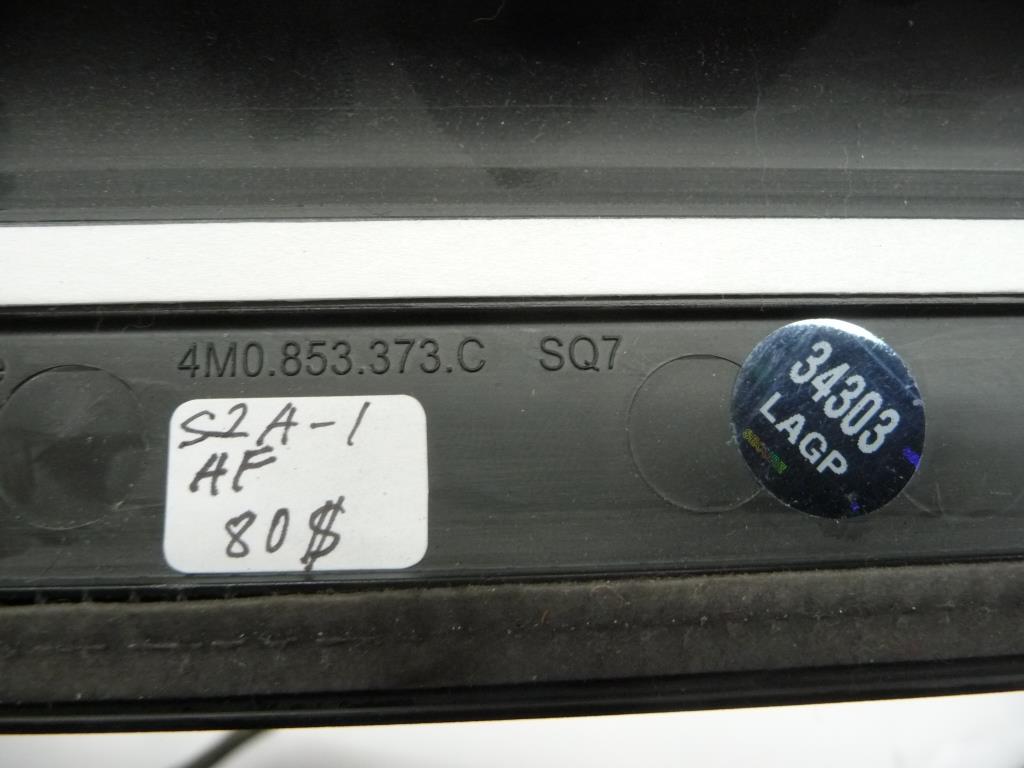 4M0.853.373.C SQ7
S2A-1
AF
80$
34303
LAGP